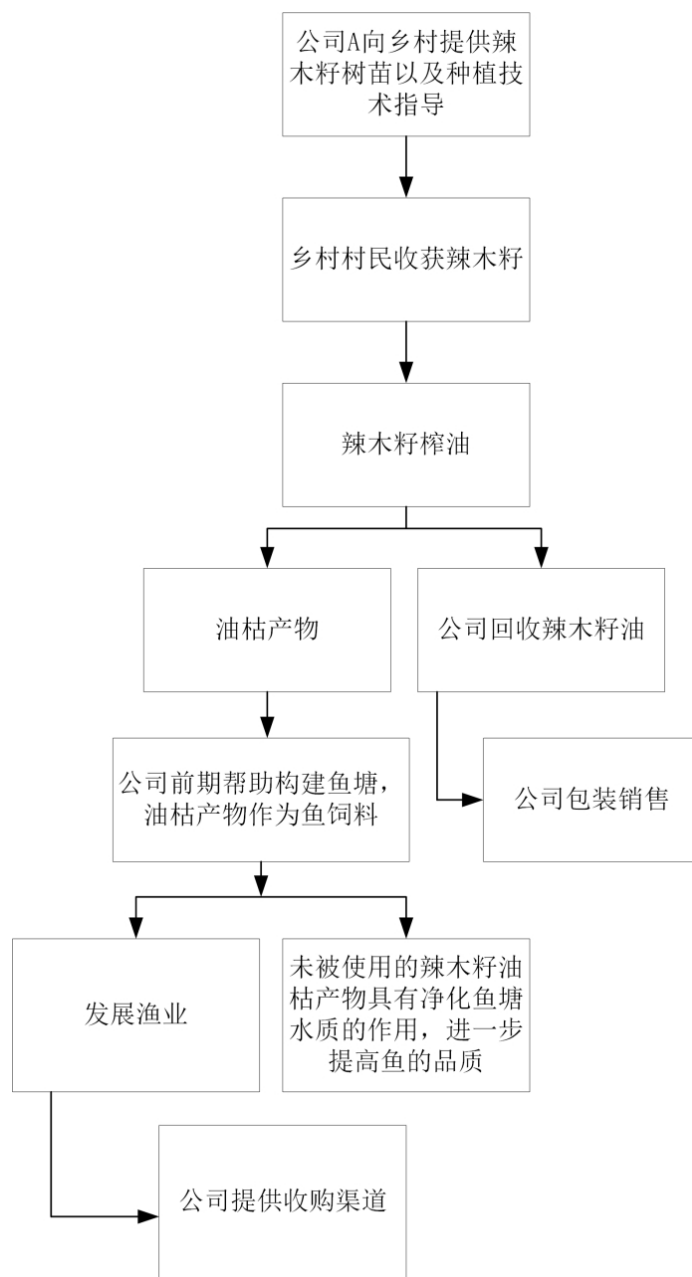 公司A向乡村提供辣
木籽树苗以及种植技
术指导
乡村村民收获辣木籽
辣木籽榨油
油枯产物
公司回收辣木籽油
公司前期帮助构建鱼塘，
油枯产物作为鱼饲料
公司包装销售
发展渔业
未被使用的辣木籽油
枯产物具有净化鱼塘
水质的作用，进一步
提高鱼的品质
公司提供收购渠道